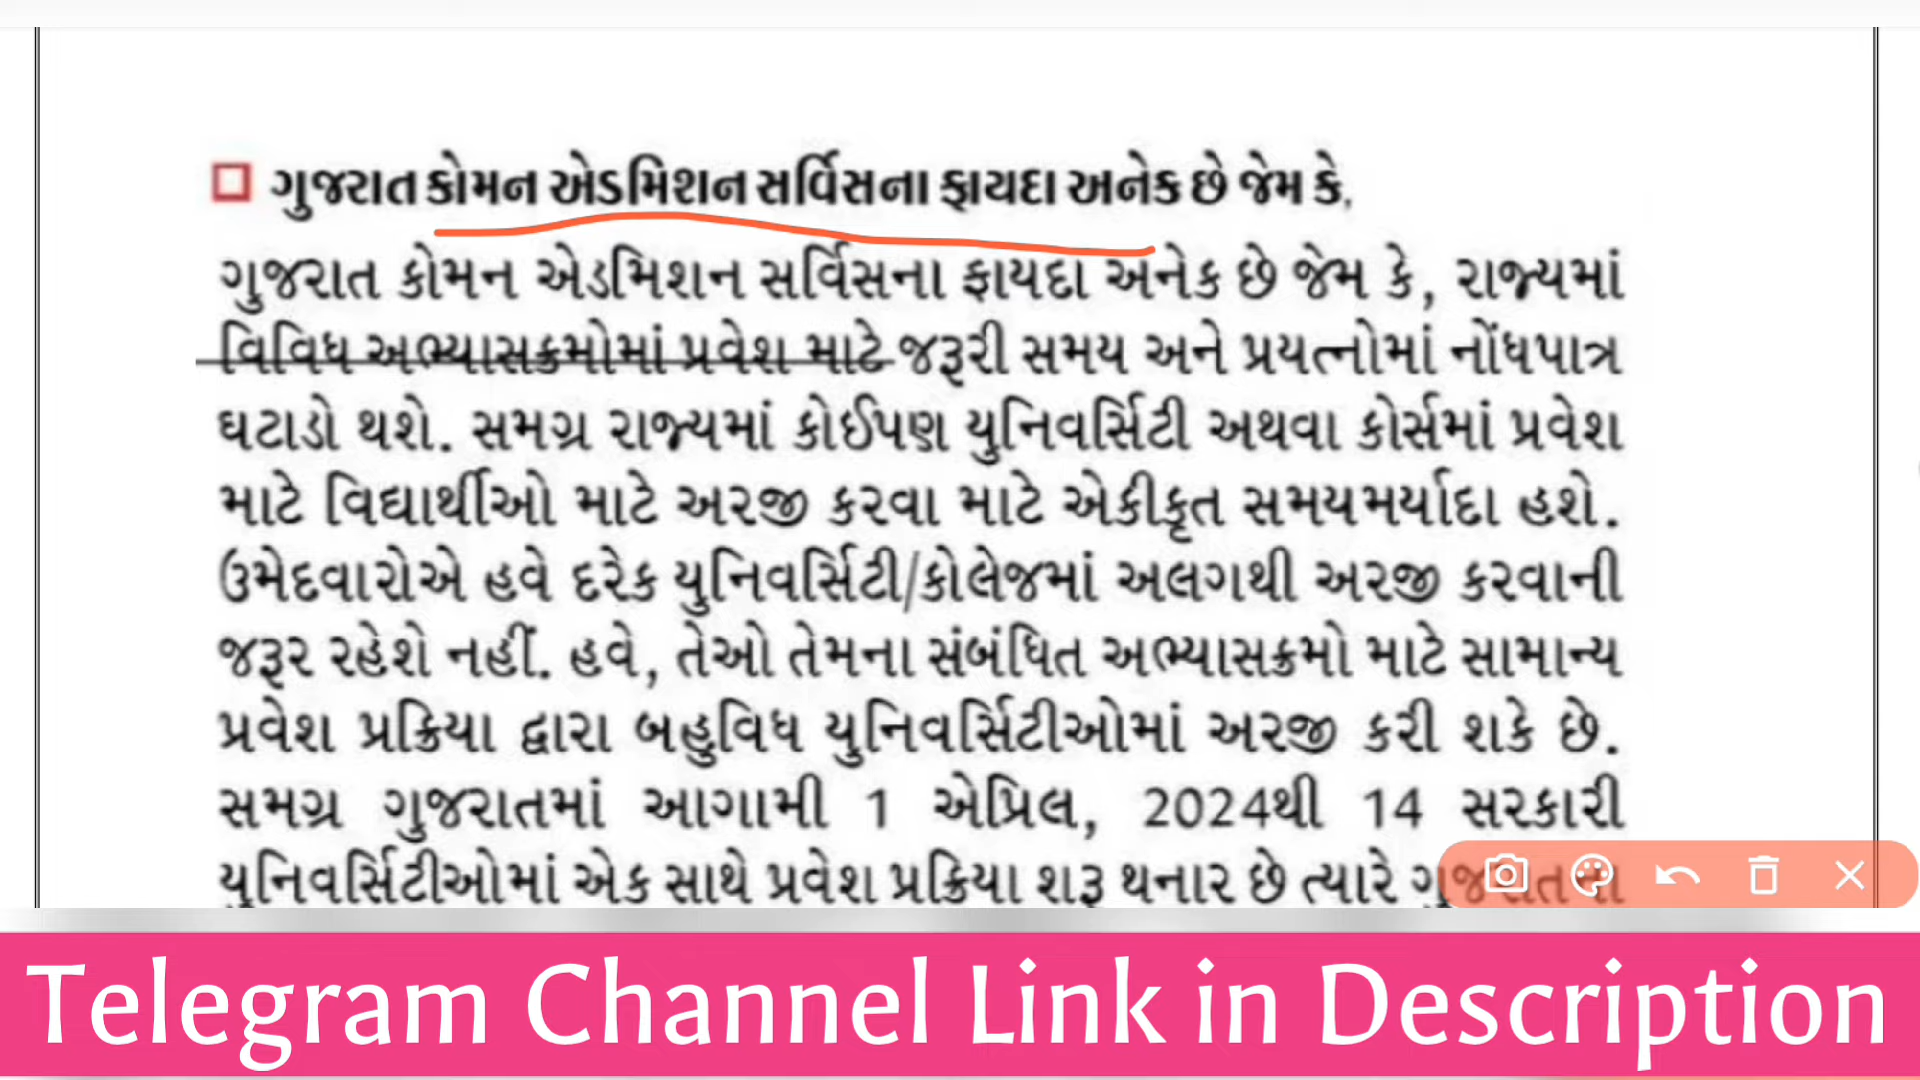 ગુજરાત કોમન એડમિશન સર્વિસના ફાયદા અનેક છે જેમ કે,
ગુજરાત કોમન એડમિશન સર્વિસના ફાયદા અનેક છે જેમ કે, રાજ્યમાં
વિવિધ અભ્યાસક્રમોમાં પ્રવેશ માટે જરૂરી સમય અને પ્રયત્નોમાં નોંધપાત્ર
ઘટાડો થશે. સમગ્ર રાજ્યમાં કોઈપણ યુનિવર્સિટી અથવા કોર્સમાં પ્રવેશ
માટે વિદ્યાર્થીઓ માટે અરજી કરવા માટે એકીકૃત સમયમર્યાદા હશે.
ઉમેદવારોએ હવે દરેક યુનિવર્સિટી/કોલેજમાં અલગથી અરજી કરવાની
જરૂર રહેશે નહીં. હવે, તેઓ તેમના સંબંધિત અભ્યાસક્રમો માટે સામાન્ય
પ્રવેશ પ્રક્રિયા દ્વારા બહુવિધ યુનિવર્સિટીઓમાં અરજી કરી શકે છે.
સમગ્ર ગુજરાતમાં આગામી 1 એપ્રિલ, 2024થી 14 સરકારી
યુનિવર્સિટીઓમાં એક સાથે પ્રવેશ પ્રક્રિયા શરૂ થનાર છે ત્યારે
Telegram Channel Link in Description